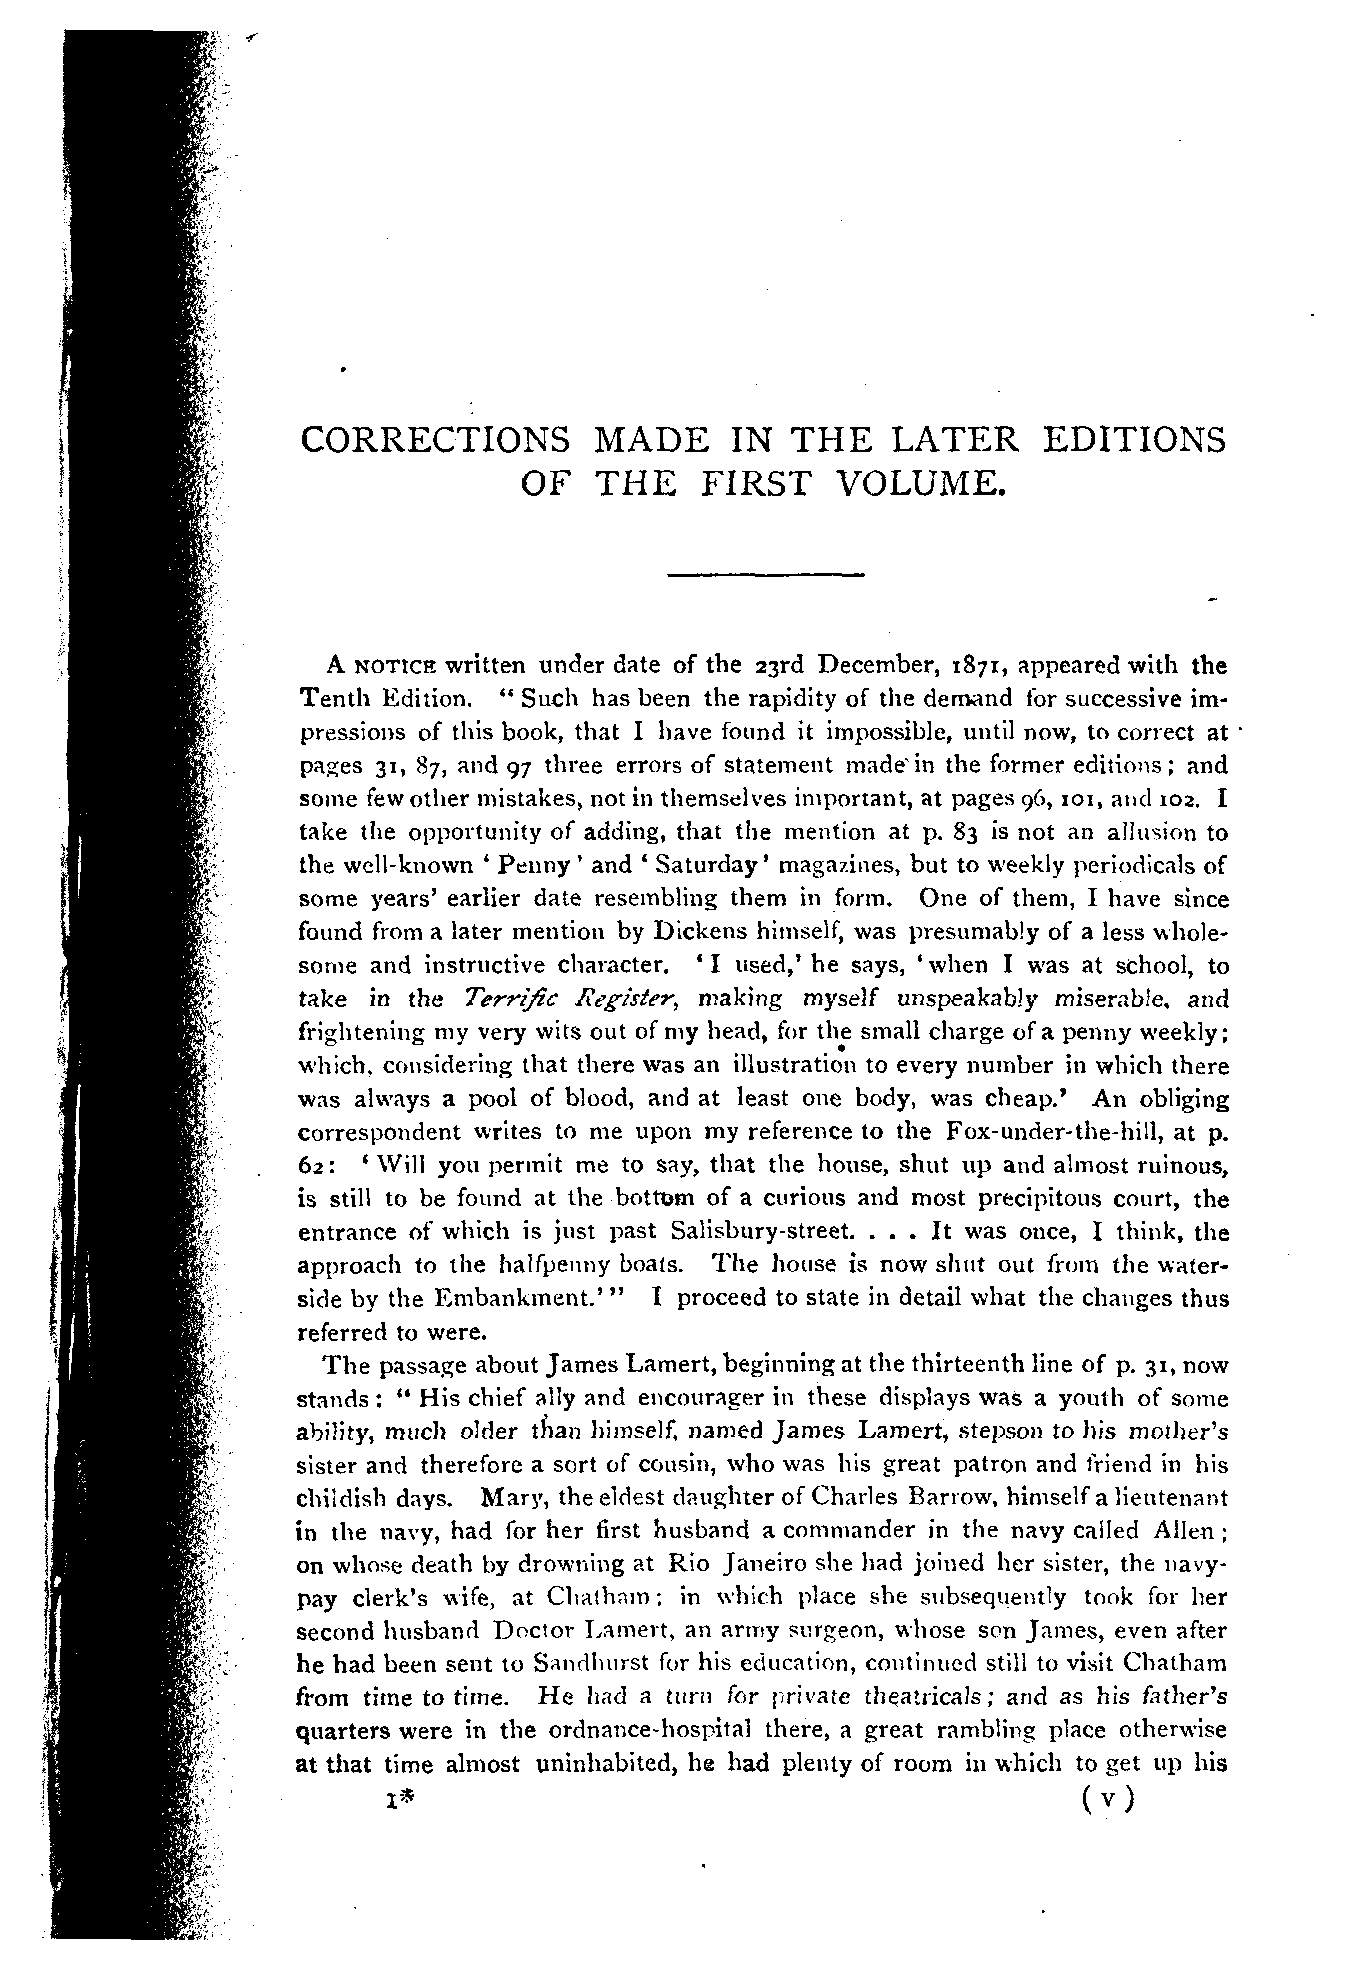 CORRECTIONS MADE IN THE LATER EDITIONS
OF THE FIRST VOLUME.
A NOTICE written under date of the 23rd December, 1871, appeared with the
Tenth Edition. “Such has been the rapidity of the demand for successive im-
pressions of this book, that I have found it impossible, until now, to correct at
pages 31, 87, and 97 three errors of statement made in the former editions; and
some few other mistakes, not in themselves important, at pages 96, 101, and 102. I
take the opportunity of adding, that the mention at p. 83 is not an allusion to
the well-known ‘Penny’ and ‘Saturday’ magazines, but to weekly periodicals of
some years’ earlier date resembling them in form. One of them, I have since
found from a later mention by Dickens himself, was presumably of a less whole-
some and instructive character. ‘I used,’ he says, ‘when I was at school, to
take in the Terrific Register, making myself unspeakably miserable, and
frightening my very wits out of my head, for the small charge of a penny weekly;
which, considering that there was an illustration to every number in which there
was always a pool of blood, and at least one body, was cheap.’ An obliging
correspondent writes to me upon my reference to the Fox-under-the-hill, at p.
62: ‘Will you permit me to say, that the house, shut up and almost ruinous,
is still to be found at the bottom of a curious and most precipitous court, the
entrance of which is just past Salisbury-street. . . . It was once, I think, the
approach to the halfpenny boats. The house is now shut out from the water-
side by the Embankment.’” I proceed to state in detail what the changes thus
referred to were.
The passage about James Lamert, beginning at the thirteenth line of p. 31, now
stands: “His chief ally and encourager in these displays was a youth of some
ability, much older than himself, named James Lamert, stepson to his mother’s
sister and therefore a sort of cousin, who was his great patron and friend in his
childish days. Mary, the eldest daughter of Charles Barrow, himself a lieutenant
in the navy, had for her first husband a commander in the navy called Allen;
on whose death by drowning at Rio Janeiro she had joined her sister, the navy-
pay clerk’s wife, at Chatham; in which place she subsequently took for her
second husband Doctor Lamert, an army surgeon, whose son James, even after
he had been sent to Sandhurst for his education, continued still to visit Chatham
from time to time. He had a turn for private theatricals; and as his father’s
quarters were in the ordnance-hospital there, a great rambling place otherwise
at that time almost uninhabited, he had plenty of room in which to get up his
1* (v)